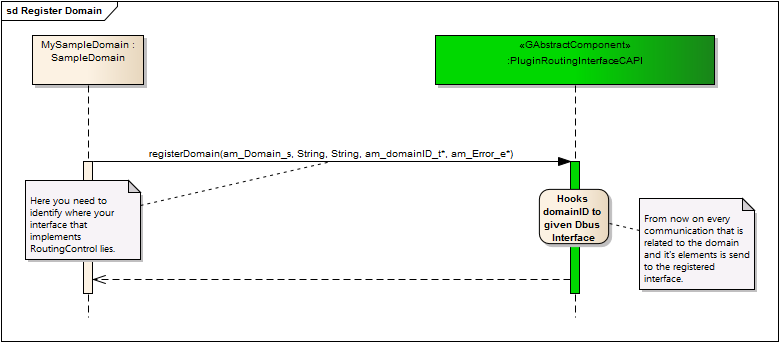 sd Register Domain
MySampleDomain :
SampleDomain
«GAbstractComponent»
:PluginRoutingInterfaceCAPI
registerDomain(am_Domain_s, String, String, am_domainID_t*, am_Error_e*)
Here you need to
identify where your
interface that
implements
RoutingControl lies.
Hooks
domainID to
given Dbus
Interface
From now on every
communication that is
related to the domain
and it's elements is send
to the registered
interface.